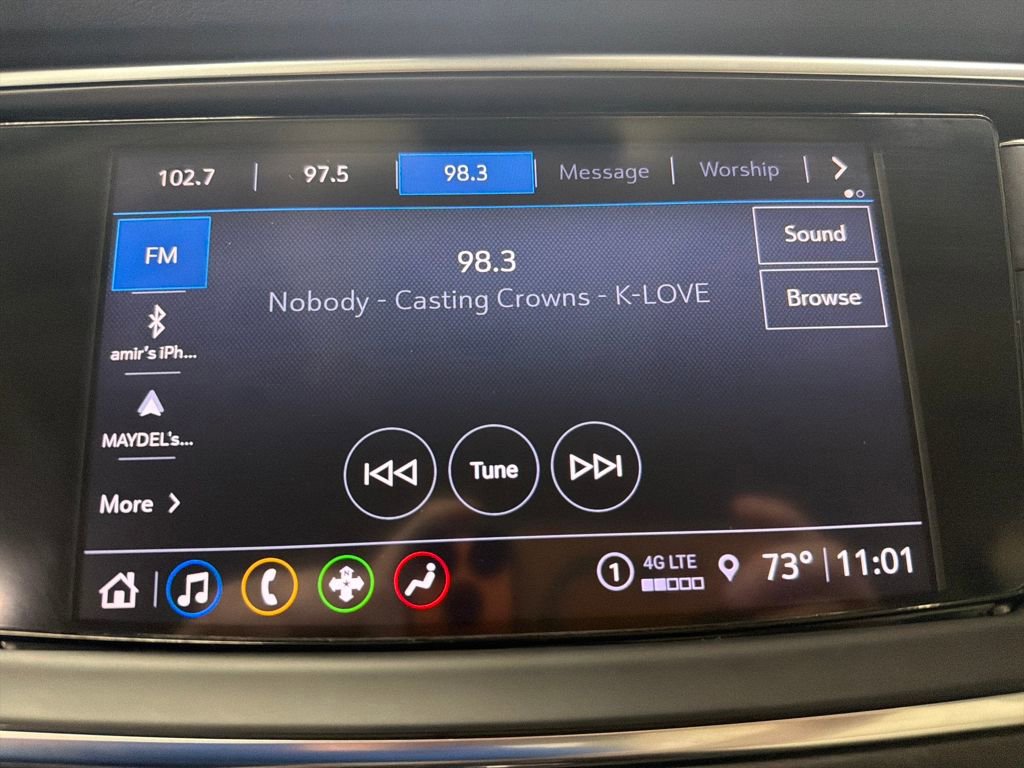 102.7 97.5 98.3 Message Worship
FM
98.3
Sound
Nobody - Casting Crowns - K-LOVE
Browse
amir's iPh...
MAYDEL's...
Tune
More
N
1 4G LTE 73° 11:01